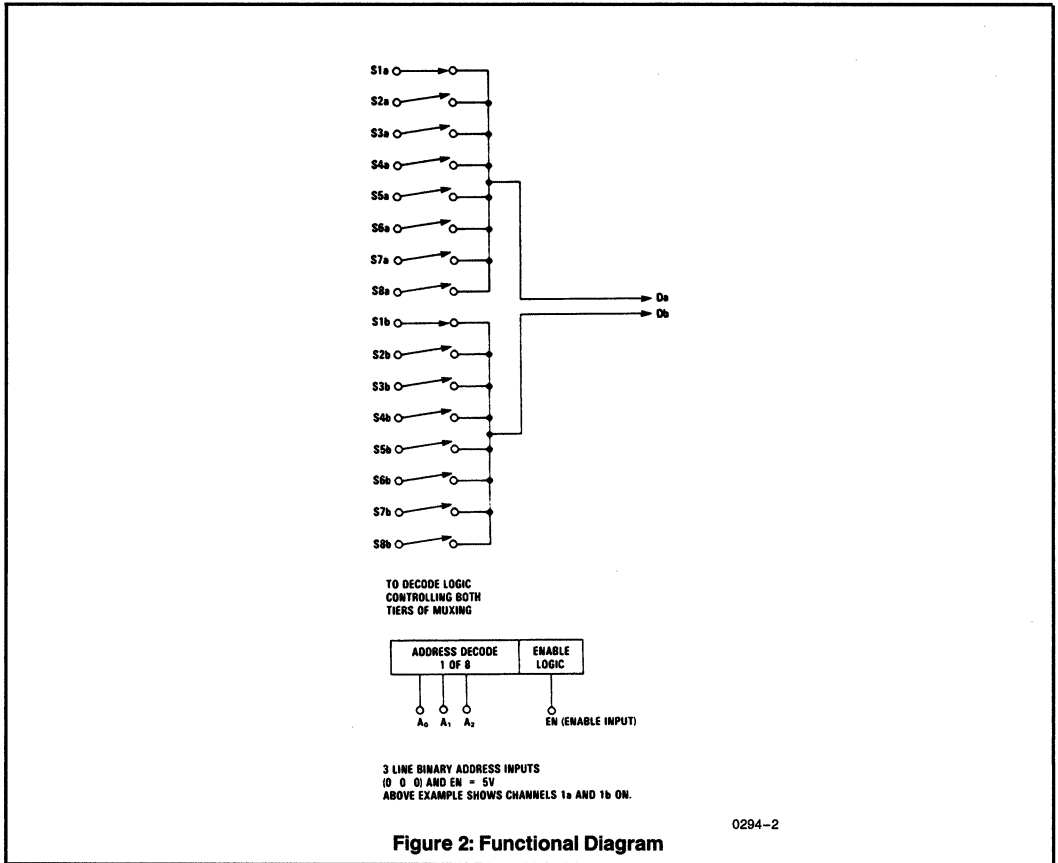 S1a
S2a
S3a
S4a
S5a
S6a
S7a
S8a
Da
Db
S1b
S2b
S3b
S4b
S5b
S6b
S7b
S8b
TO DECODE LOGIC
CONTROLLING BOTH
TIERS OF MUXING
ADDRESS DECODE
1 OF 8
ENABLE
LOGIC
A₀ A₁ A₂
EN (ENABLE INPUT)
3 LINE BINARY ADDRESS INPUTS
(0 0 0) AND EN = 5V
ABOVE EXAMPLE SHOWS CHANNELS 1a AND 1b ON.
0294–2
Figure 2: Functional Diagram